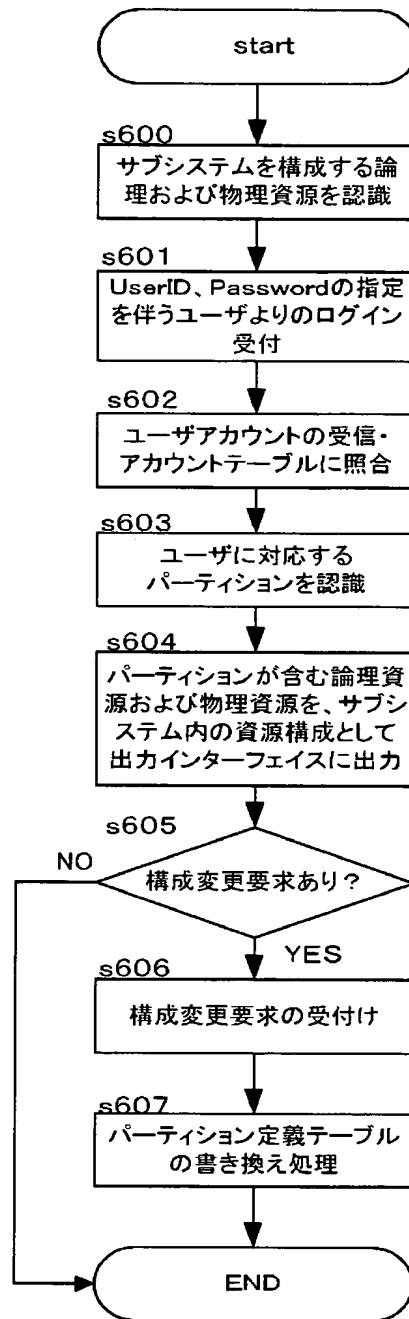 start
s600
サブシステムを構成する論
理および物理資源を認識
s601
UserID、Passwordの指定
を伴うユーザよりのログイン
受付
s602
ユーザアカウントの受信・
アカウントテーブルに照合
s603
ユーザに対応する
パーティションを認識
s604
パーティションが含む論理資
源および物理資源を、サブシ
ステム内の資源構成として
出力インターフェイスに出力
s605
NO
構成変更要求あり？
YES
s606
構成変更要求の受付け
s607
パーティション定義テーブル
の書き換え処理
END